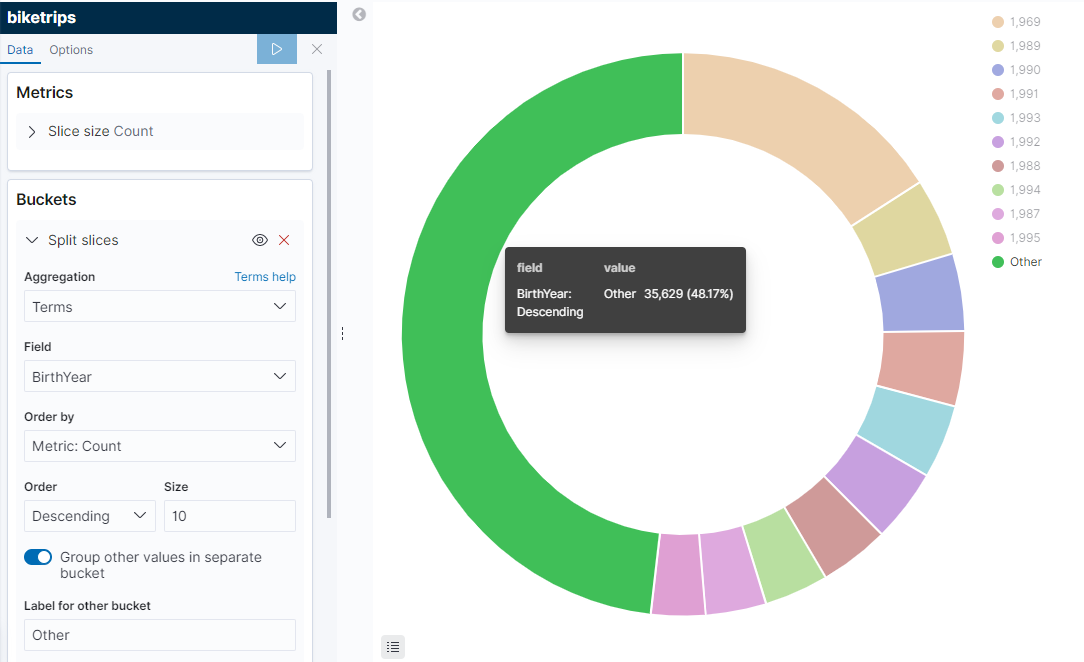 biketrips
Data Options
Metrics
Slice size Count
Buckets
Split slices
Aggregation Terms help
Terms
Field
BirthYear
Order by
Metric: Count
Order Size
Descending 10
Group other values in separate
bucket
Label for other bucket
Other
field value
BirthYear: Other 35,629 (48.17%)
Descending
1,969
1,989
1,990
1,991
1,993
1,992
1,988
1,994
1,987
1,995
Other